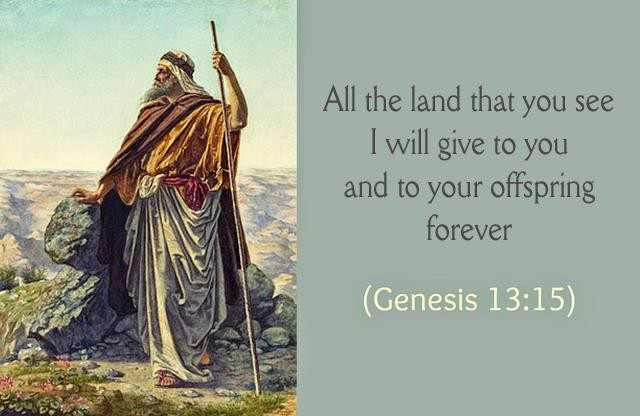 All the land that you see
I will give to you
and to your offspring
forever
(Genesis 13:15)